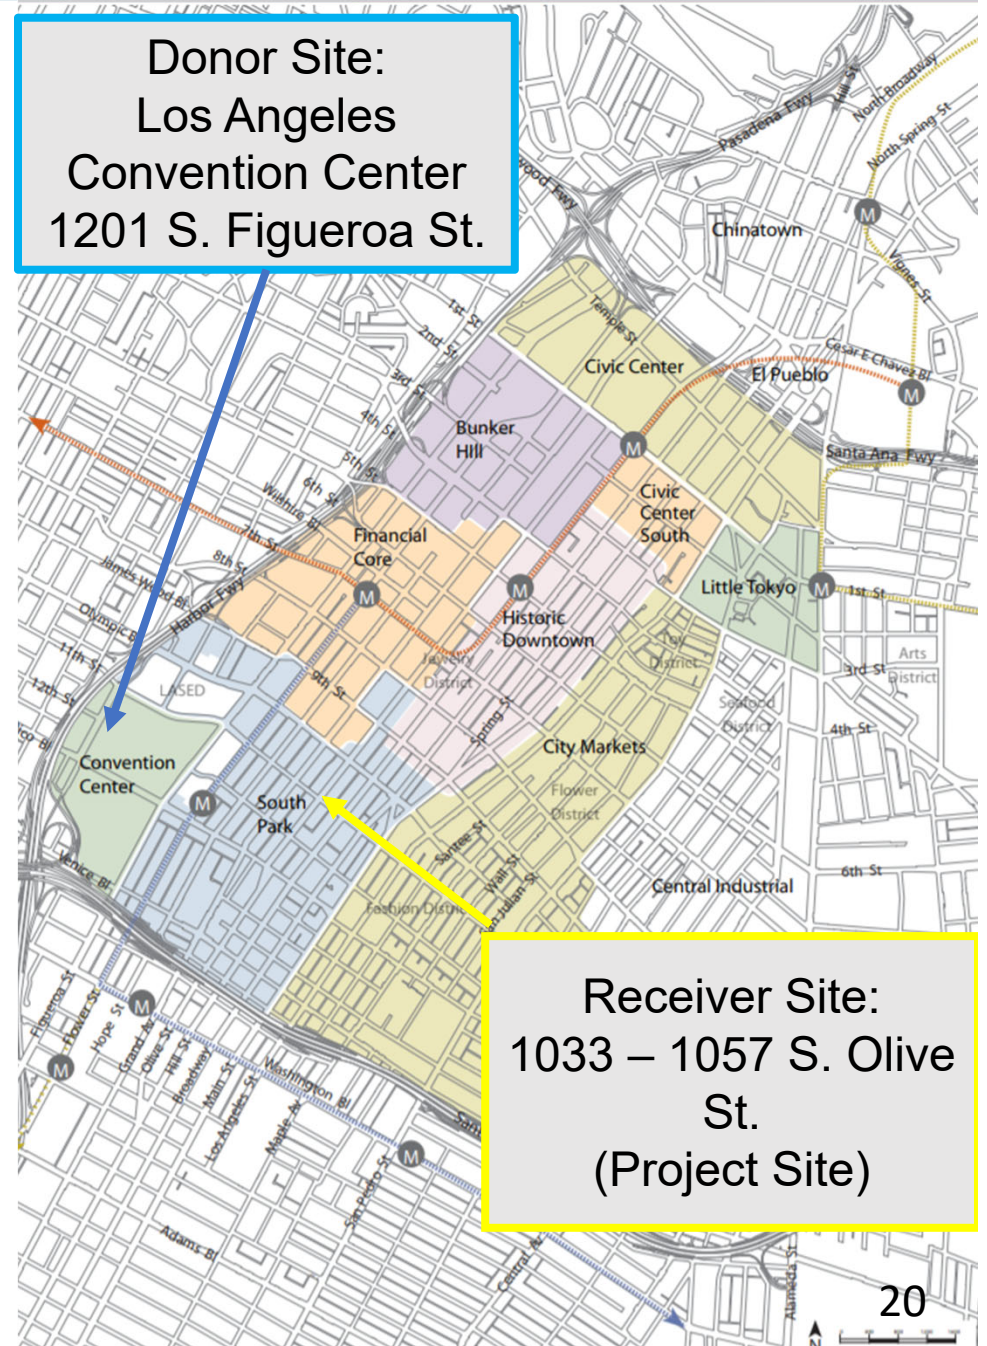 Donor Site:
Los Angeles
Convention Center
1201 S. Figueroa St.
Hill St
North Broadway
Pasadena Fwy
North Spring St
wood Fwy
M
Chinatown
Vignes St
1st St
Temple St
2nd St
Cesar E Chavez Bl
Civic Center
El Pueblo
3rd St
M
4th St
Bunker
Hill
M
Santa Ana Fwy
5th St
6th St
Wilshire Bl
Civic
Center
South
7th St
Financial
Core
8th St
James Wood Bl
M
M
Little Tokyo
M
1st St
Harbor Fwy
Olympic B
Historic
Downtown
11th St
Jewelry
District
Toy
District
Arts
District
3rd St
12th St
LASED
9th St
Seafood
District
Spring St
4th St
co Bl
City Markets
Convention
Center
M
South
Park
Flower
District
Santee St
Wall St
San Julian St
6th St
Venice Bl
Central Industrial
Fashion Distric
Receiver Site:
1033 – 1057 S. Olive
St.
(Project Site)
Figueroa St
Flower St
Hope St
M
Grand Av
Olive St
Hill St
Broadway
Main St
Los Angeles St
Maple Av
Washington Bl
M
San Pedro St
M
Adams Bl
Central Av
Alameda St
20
N